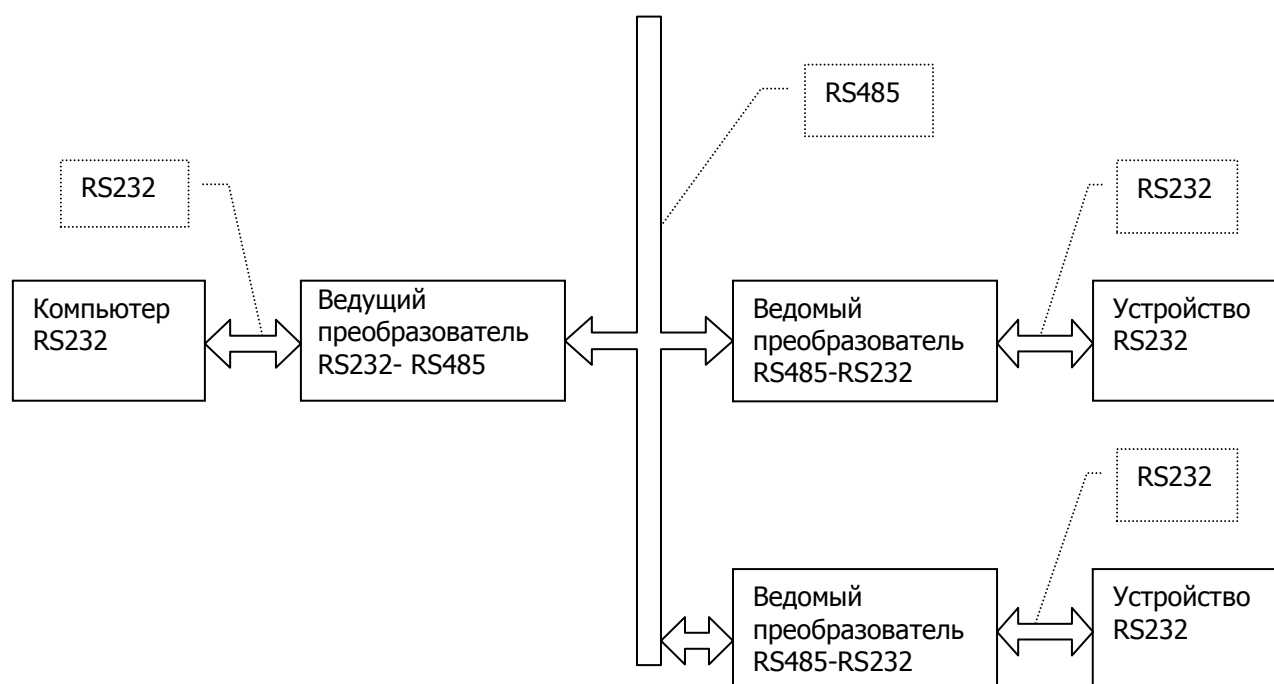 RS485
RS232
RS232
Компьютер
RS232
Ведущий
преобразователь
RS232- RS485
Ведомый
преобразователь
RS485-RS232
Устройство
RS232
RS232
Ведомый
преобразователь
RS485-RS232
Устройство
RS232